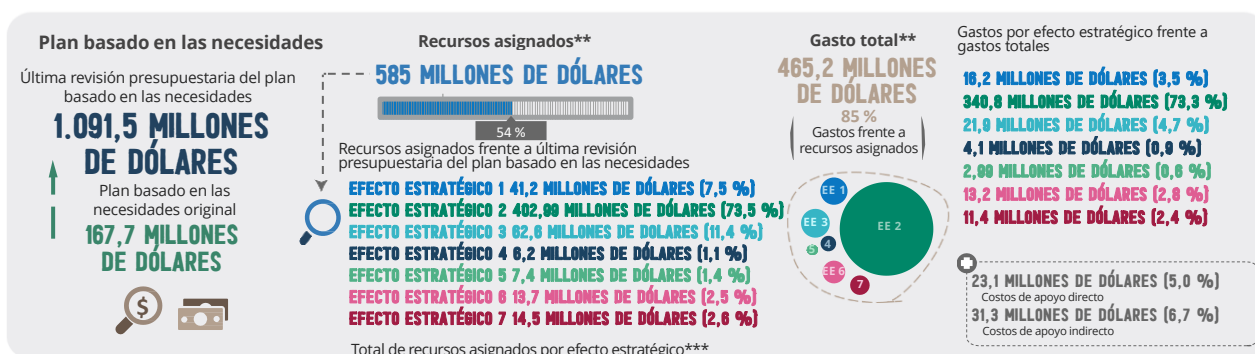 Plan basado en las necesidades
Última revisión presupuestaria del plan
basado en las necesidades
1.091,5 MILLONES
DE DÓLARES
Plan basado en las
necesidades original
167,7 MILLONES
DE DÓLARES
Recursos asignados**
585 MILLONES DE DÓLARES
54 %
Recursos asignados frente a última revisión
presupuestaria del plan basado en las necesidades
EFECTO ESTRATÉGICO 1 41,2 MILLONES DE DÓLARES (7,5 %)
EFECTO ESTRATÉGICO 2 402,99 MILLONES DE DÓLARES (73,5 %)
EFECTO ESTRATÉGICO 3 62,6 MILLONES DE DÓLARES (11,4 %)
EFECTO ESTRATÉGICO 4 6,2 MILLONES DE DÓLARES (1,1 %)
EFECTO ESTRATÉGICO 5 7,4 MILLONES DE DÓLARES (1,4 %)
EFECTO ESTRATÉGICO 6 13,7 MILLONES DE DÓLARES (2,5 %)
EFECTO ESTRATÉGICO 7 14,5 MILLONES DE DÓLARES (2,6 %)
Total de recursos asignados por efecto estratégico***
Gasto total**
465,2 MILLONES
DE DÓLARES
85 %
Gastos frente a
recursos asignados
EE 1
EE 2
EE 3
4
5
EE 6
7
Gastos por efecto estratégico frente a
gastos totales
16,2 MILLONES DE DÓLARES (3,5 %)
340,8 MILLONES DE DÓLARES (73,3 %)
21,9 MILLONES DE DÓLARES (4,7 %)
4,1 MILLONES DE DÓLARES (0,9 %)
2,99 MILLONES DE DÓLARES (0,6 %)
13,2 MILLONES DE DÓLARES (2,8 %)
11,4 MILLONES DE DÓLARES (2,4 %)
23,1 MILLONES DE DÓLARES (5,0 %)
Costos de apoyo directo
31,3 MILLONES DE DÓLARES (6,7 %)
Costos de apoyo indirecto